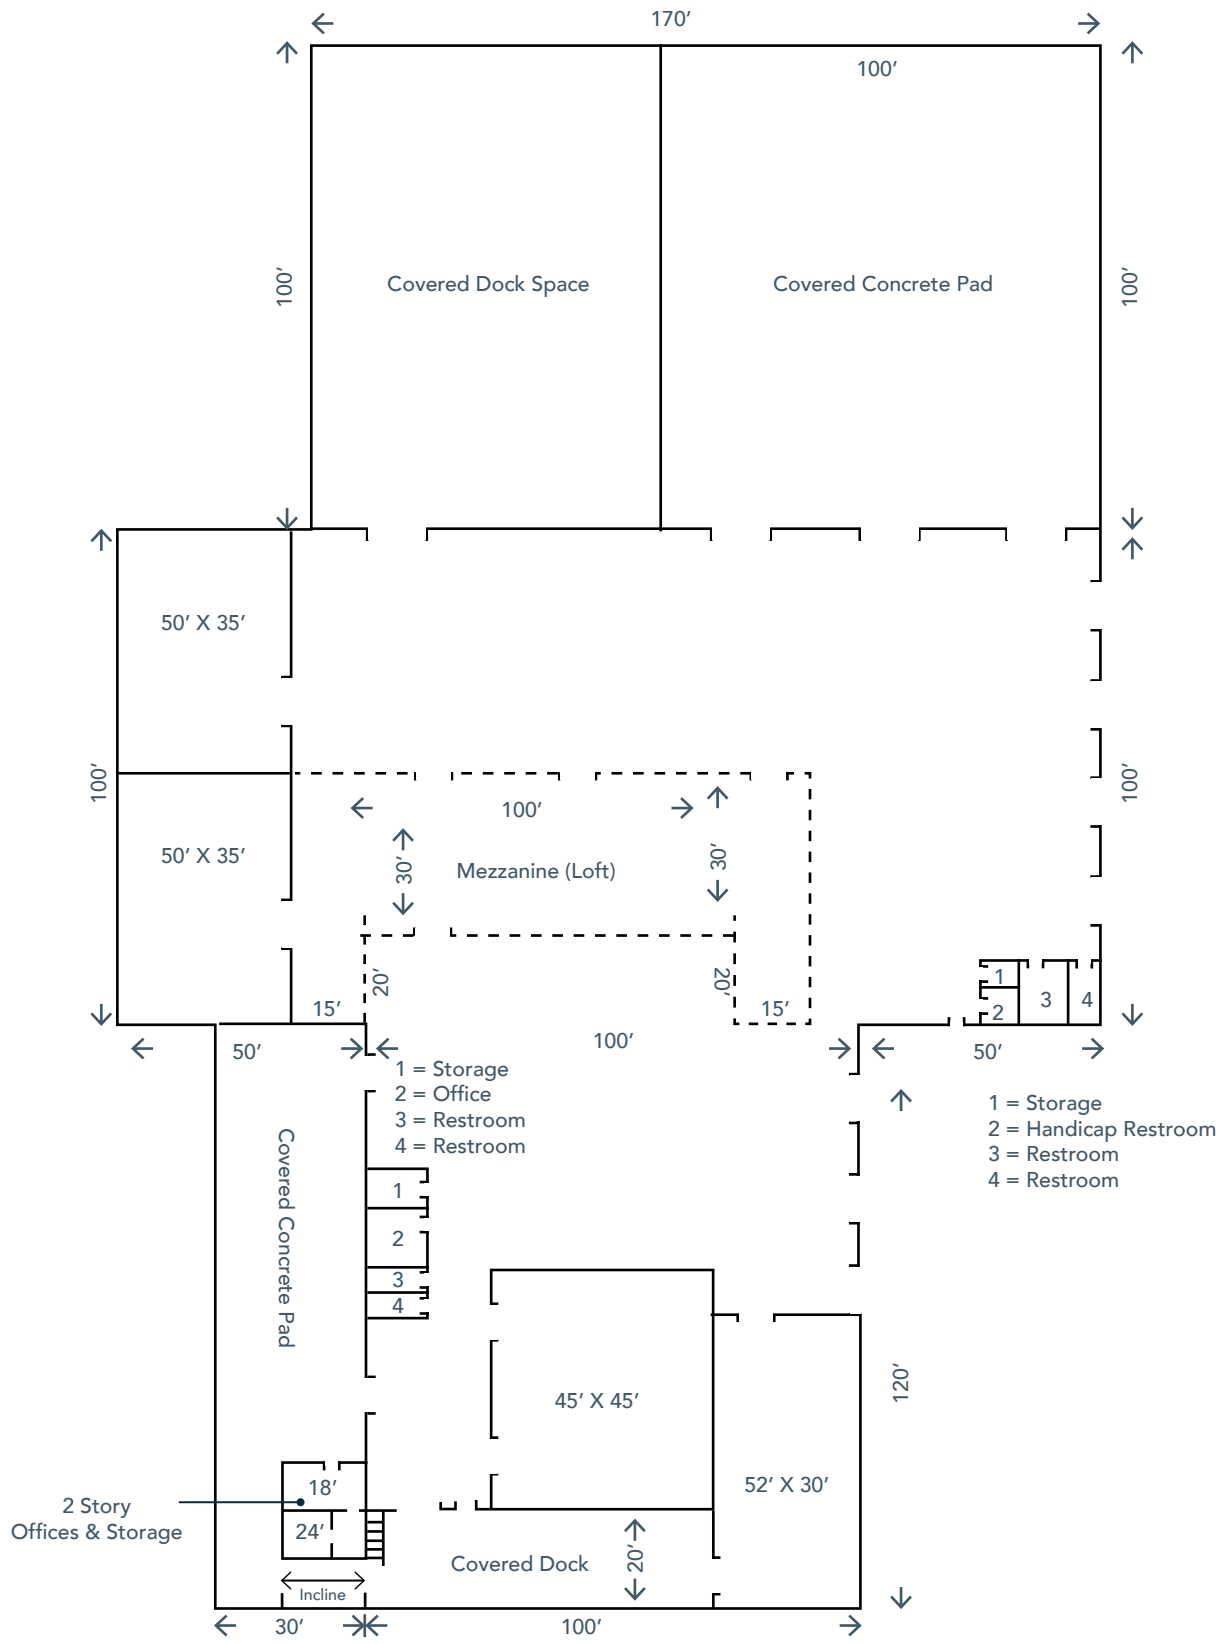 170’
100’
100’
Covered Dock Space
Covered Concrete Pad
100’
50’ X 35’
100’
100’
50’ X 35’
100’
30’
Mezzanine (Loft)
30’
20’
20’
15’
15’
1
2
3
4
50’
100’
50’
1 = Storage
2 = Office
3 = Restroom
4 = Restroom
1 = Storage
2 = Handicap Restroom
3 = Restroom
4 = Restroom
Covered Concrete Pad
1
2
3
4
45’ X 45’
120’
52’ X 30’
18’
2 Story
Offices & Storage
24’
Covered Dock
20’
Incline
30’
100’